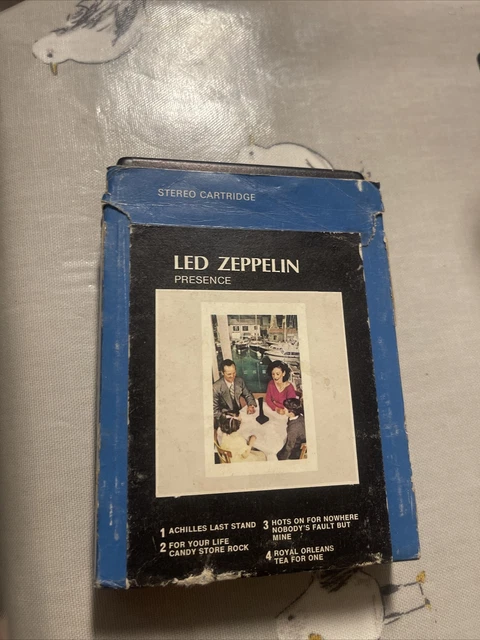 STEREO CARTRIDGE
LED ZEPPELIN
PRESENCE
1 ACHILLES LAST STAND
2 FOR YOUR LIFE
CANDY STORE ROCK
3 HOTS ON FOR NOWHERE
NOBODY'S FAULT BUT
MINE
4 ROYAL ORLEANS
TEA FOR ONE